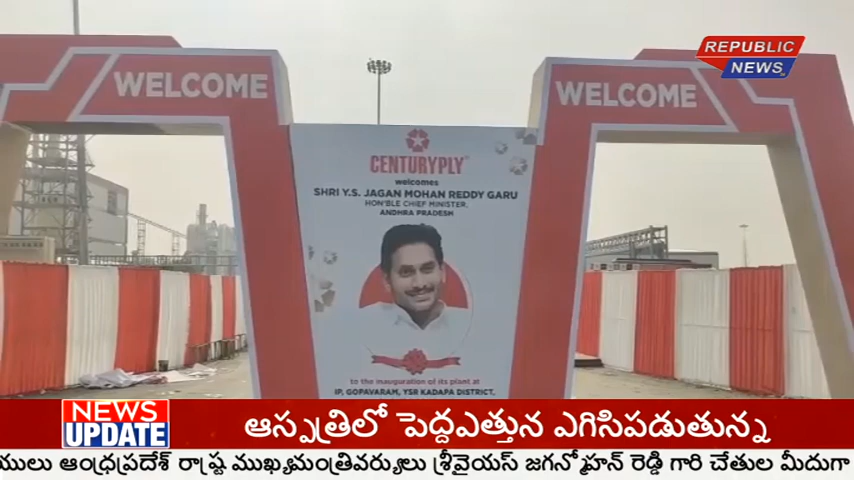 REPUBLIC
NEWS
WELCOME
WELCOME
CENTURYPLY
welcomes
SHRI Y.S. JAGAN MOHAN REDDY GARU
HON'BLE CHIEF MINISTER,
ANDHRA PRADESH
to the inauguration of its plant at
IP, GOPAVARAM, YSR KADAPA DISTRICT,
NEWS
UPDATE
ఆస్పత్రిలో పెద్దఎత్తున ఎగిసిపడుతున్న
యులు ఆంధ్రప్రదేశ్ రాష్ట్ర ముఖ్యమంత్రివర్యులు శ్రీవైయస్ జగన్మోహన్ రెడ్డి గారి చేతుల మీదుగా